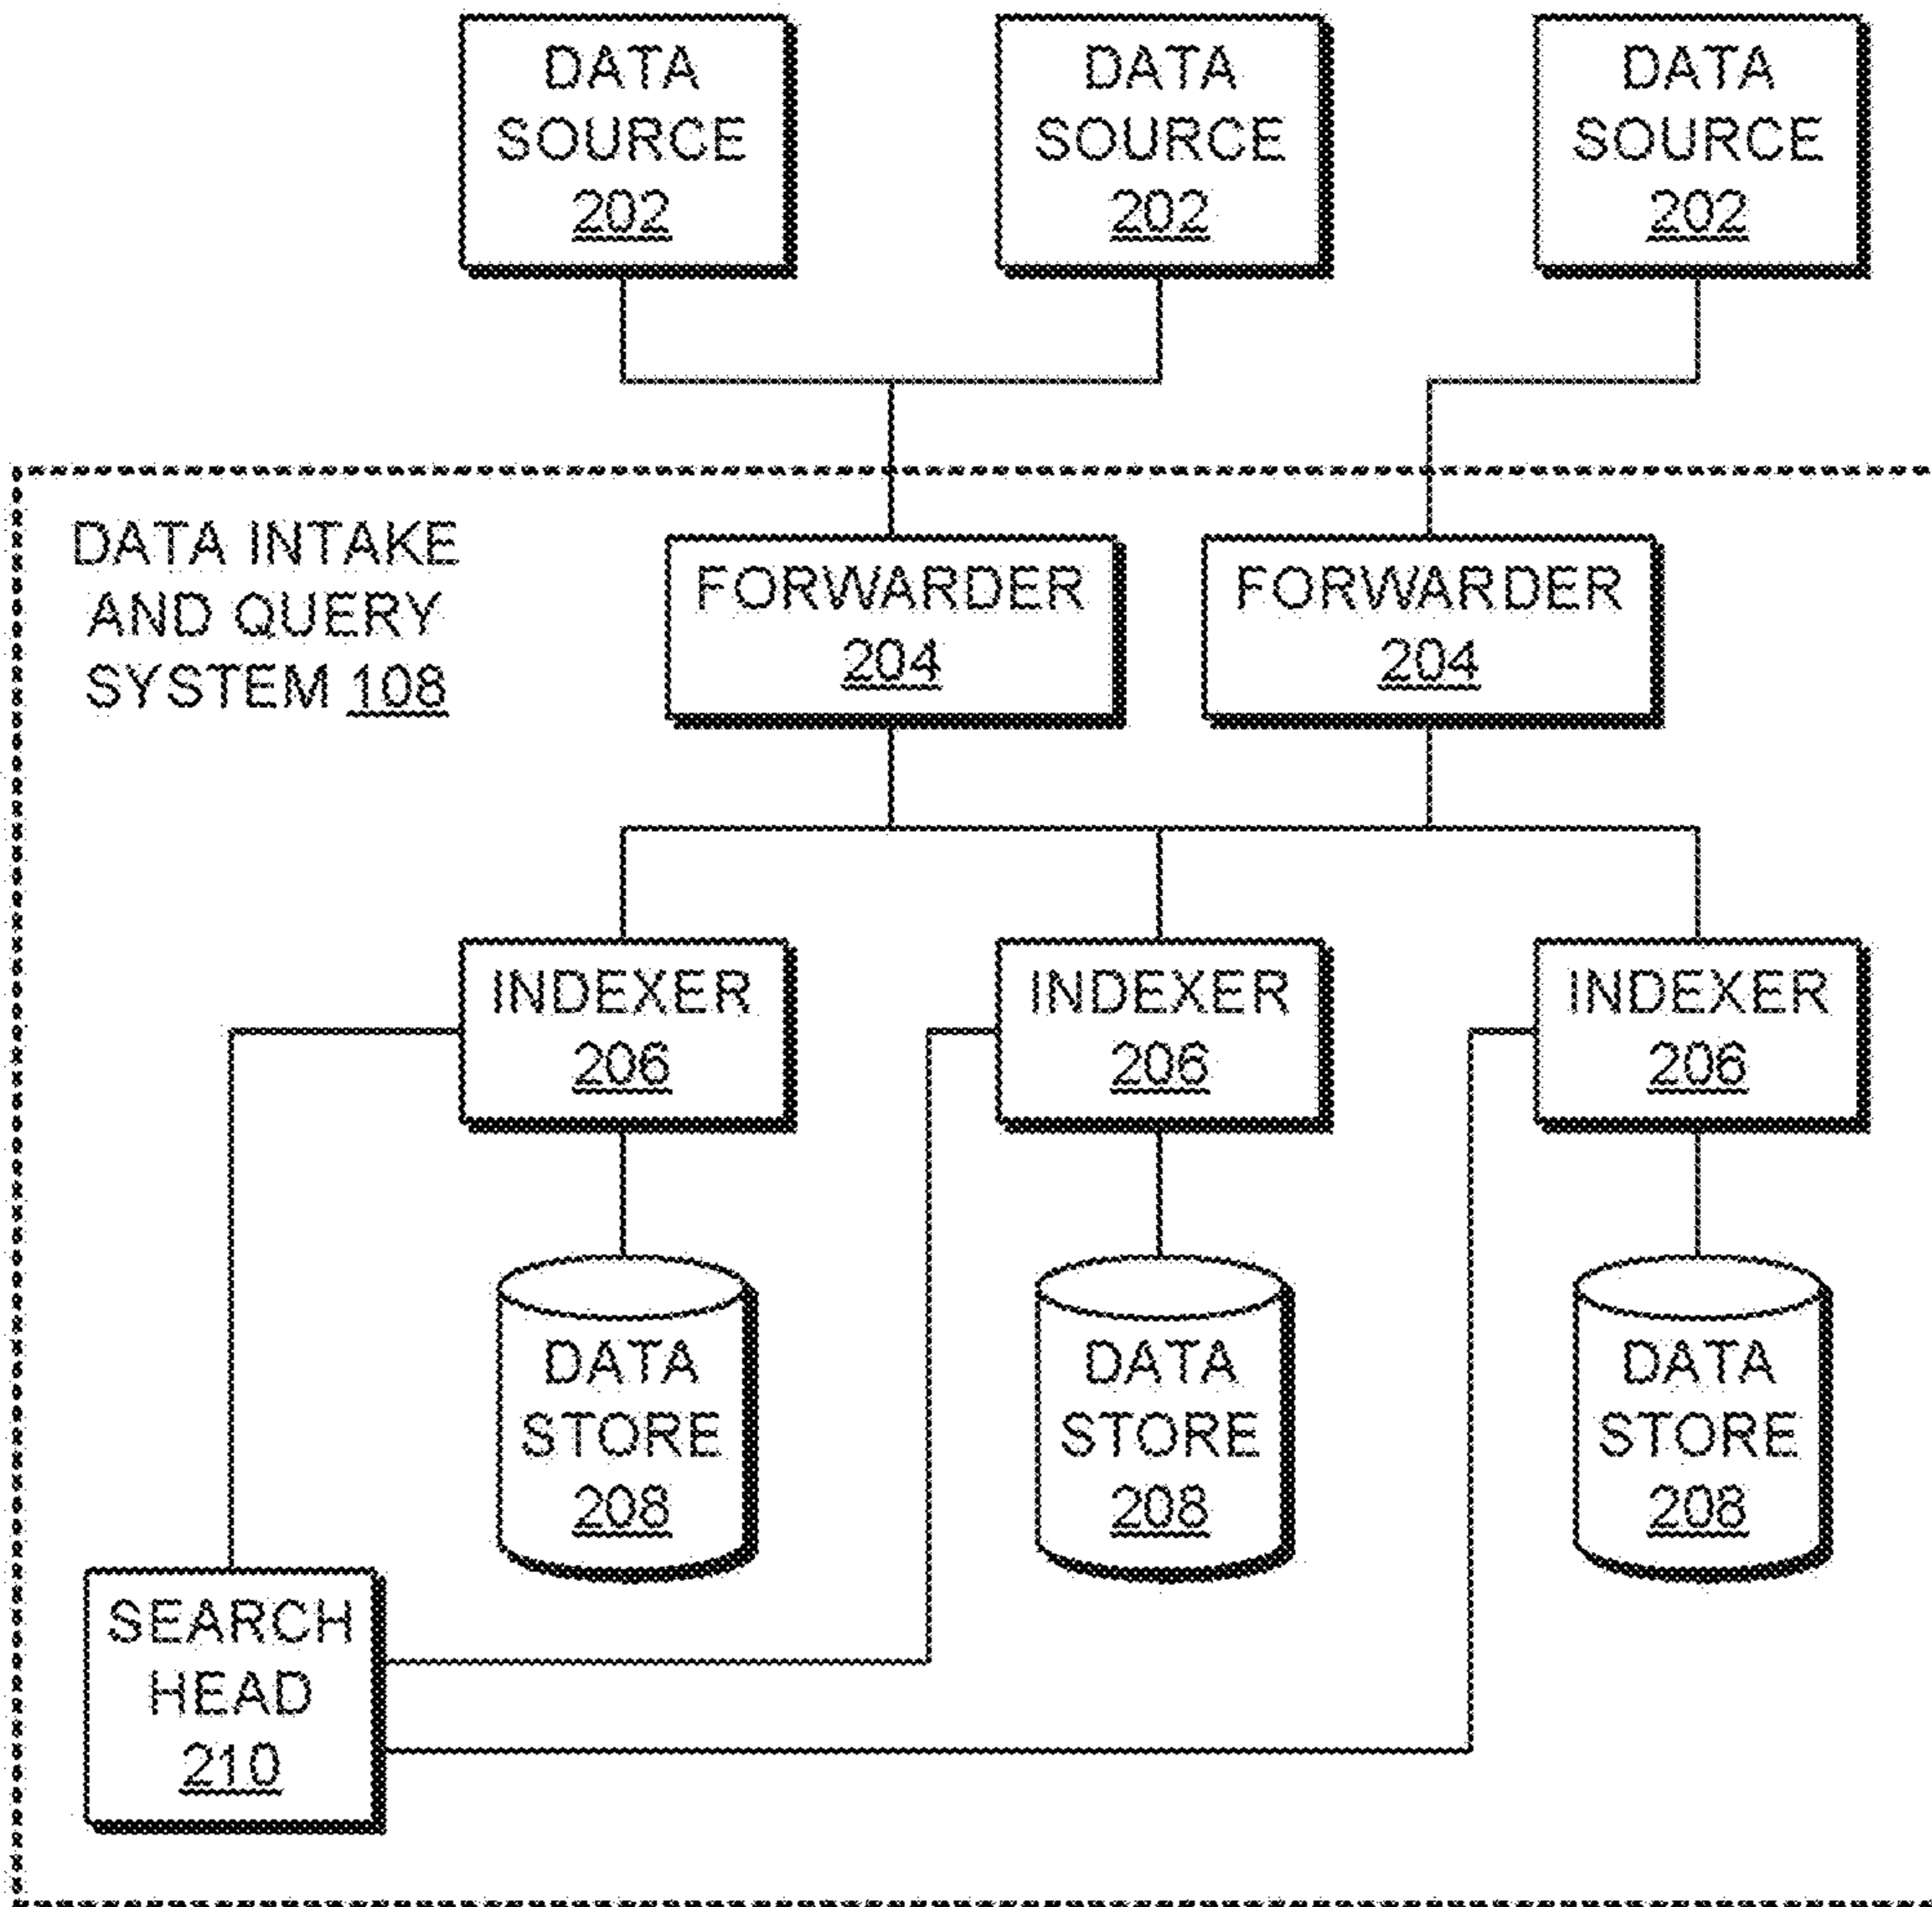 DATA
SOURCE
202
DATA
SOURCE
202
DATA
SOURCE
202
DATA INTAKE
AND QUERY
SYSTEM 108
FORWARDER
204
FORWARDER
204
INDEXER
206
INDEXER
206
INDEXER
206
DATA
STORE
208
DATA
STORE
208
DATA
STORE
208
SEARCH
HEAD
210